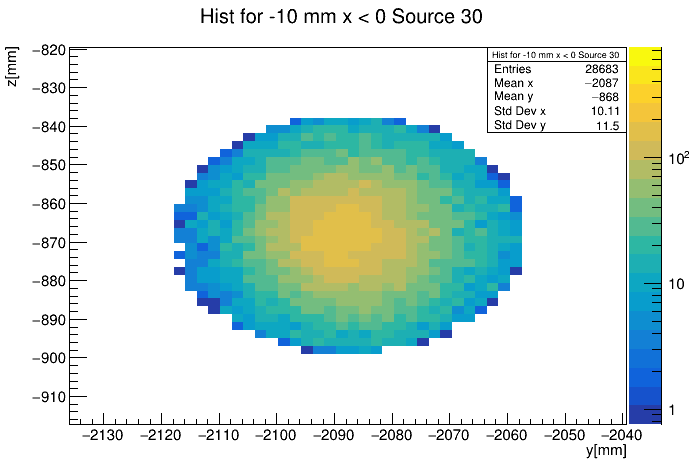 Hist for -10 mm x < 0 Source 30
z[mm]
−820
−830
−840
−850
−860
−870
−880
−890
−900
−910
Hist for -10 mm x < 0 Source 30
Entries 28683
Mean x −2087
Mean y −868
Std Dev x 10.11
Std Dev y 11.5
10²
10
1
−2130 −2120 −2110 −2100 −2090 −2080 −2070 −2060 −2050 −2040
y[mm]